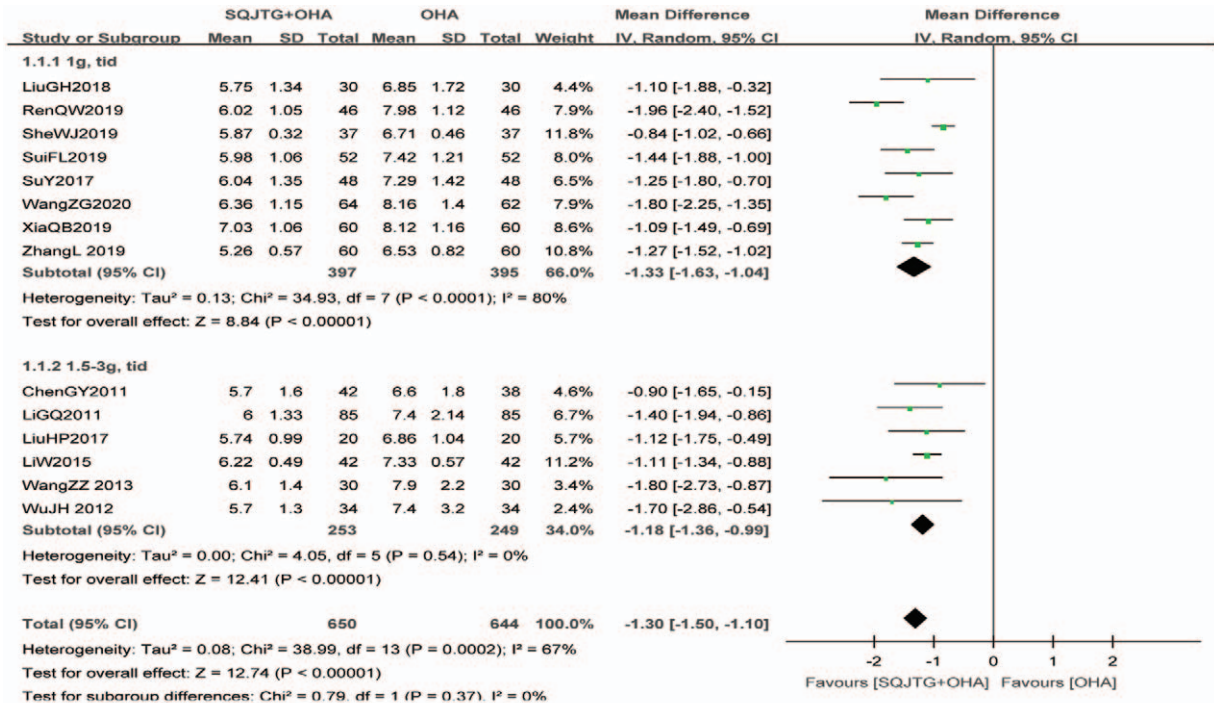 SQJTG+OHA OHA Mean Difference Mean Difference
Study or Subgroup Mean SD Total Mean SD Total Weight IV, Random, 95% CI IV, Random, 95% CI
1.1.1 1g, tid
LiuGH2018 5.75 1.34 30 6.85 1.72 30 4.4% -1.10 [-1.88, -0.32]
RenQW2019 6.02 1.05 46 7.98 1.12 46 7.9% -1.96 [-2.40, -1.52]
SheWJ2019 5.87 0.32 37 6.71 0.46 37 11.8% -0.84 [-1.02, -0.66]
SuiFL2019 5.98 1.06 52 7.42 1.21 52 8.0% -1.44 [-1.88, -1.00]
SuY2017 6.04 1.35 48 7.29 1.42 48 6.5% -1.25 [-1.80, -0.70]
WangZG2020 6.36 1.15 64 8.16 1.4 62 7.9% -1.80 [-2.25, -1.35]
XiaQB2019 7.03 1.06 60 8.12 1.16 60 8.6% -1.09 [-1.49, -0.69]
ZhangL 2019 5.26 0.57 60 6.53 0.82 60 10.8% -1.27 [-1.52, -1.02]
Subtotal (95% CI) 397 395 66.0% -1.33 [-1.63, -1.04]
Heterogeneity: Tau² = 0.13; Chi² = 34.93, df = 7 (P < 0.0001); I² = 80%
Test for overall effect: Z = 8.84 (P < 0.00001)
1.1.2 1.5-3g, tid
ChenGY2011 5.7 1.6 42 6.6 1.8 38 4.6% -0.90 [-1.65, -0.15]
LiGQ2011 6 1.33 85 7.4 2.14 85 6.7% -1.40 [-1.94, -0.86]
LiuHP2017 5.74 0.99 20 6.86 1.04 20 5.7% -1.12 [-1.75, -0.49]
LiW2015 6.22 0.49 42 7.33 0.57 42 11.2% -1.11 [-1.34, -0.88]
WangZZ 2013 6.1 1.4 30 7.9 2.2 30 3.4% -1.80 [-2.73, -0.87]
WuJH 2012 5.7 1.3 34 7.4 3.2 34 2.4% -1.70 [-2.86, -0.54]
Subtotal (95% CI) 253 249 34.0% -1.18 [-1.36, -0.99]
Heterogeneity: Tau² = 0.00; Chi² = 4.05, df = 5 (P = 0.54); I² = 0%
Test for overall effect: Z = 12.41 (P < 0.00001)
Total (95% CI) 650 644 100.0% -1.30 [-1.50, -1.10]
Heterogeneity: Tau² = 0.08; Chi² = 38.99, df = 13 (P = 0.0002); I² = 67%
Test for overall effect: Z = 12.74 (P < 0.00001)
Test for subgroup differences: Chi² = 0.79, df = 1 (P = 0.37), I² = 0%
-2 -1 0 1 2
Favours [SQJTG+OHA] Favours [OHA]